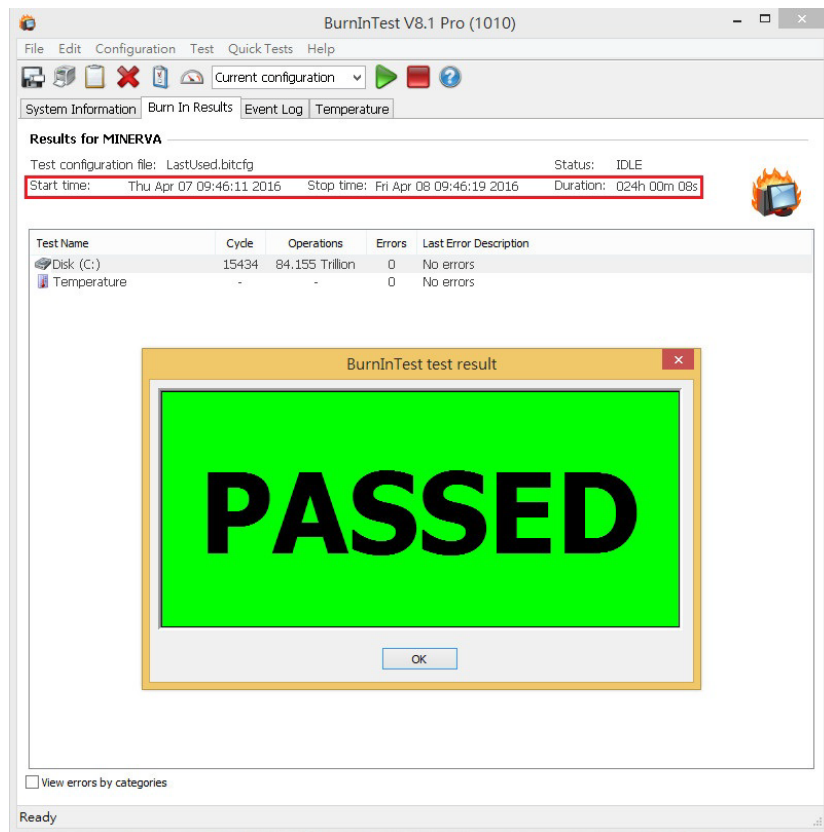 BurnInTest V8.1 Pro (1010)
File Edit Configuration Test Quick Tests Help
Current configuration
System Information Burn In Results Event Log Temperature
Results for MINERVA
Test configuration file: LastUsed.bitcfg Status: IDLE
Start time: Thu Apr 07 09:46:11 2016 Stop time: Fri Apr 08 09:46:19 2016 Duration: 024h 00m 08s
Test Name Cycle Operations Errors Last Error Description
Disk (C:) 15434 84.155 Trillion 0 No errors
Temperature - - 0 No errors
BurnInTest test result
PASSED
OK
View errors by categories
Ready